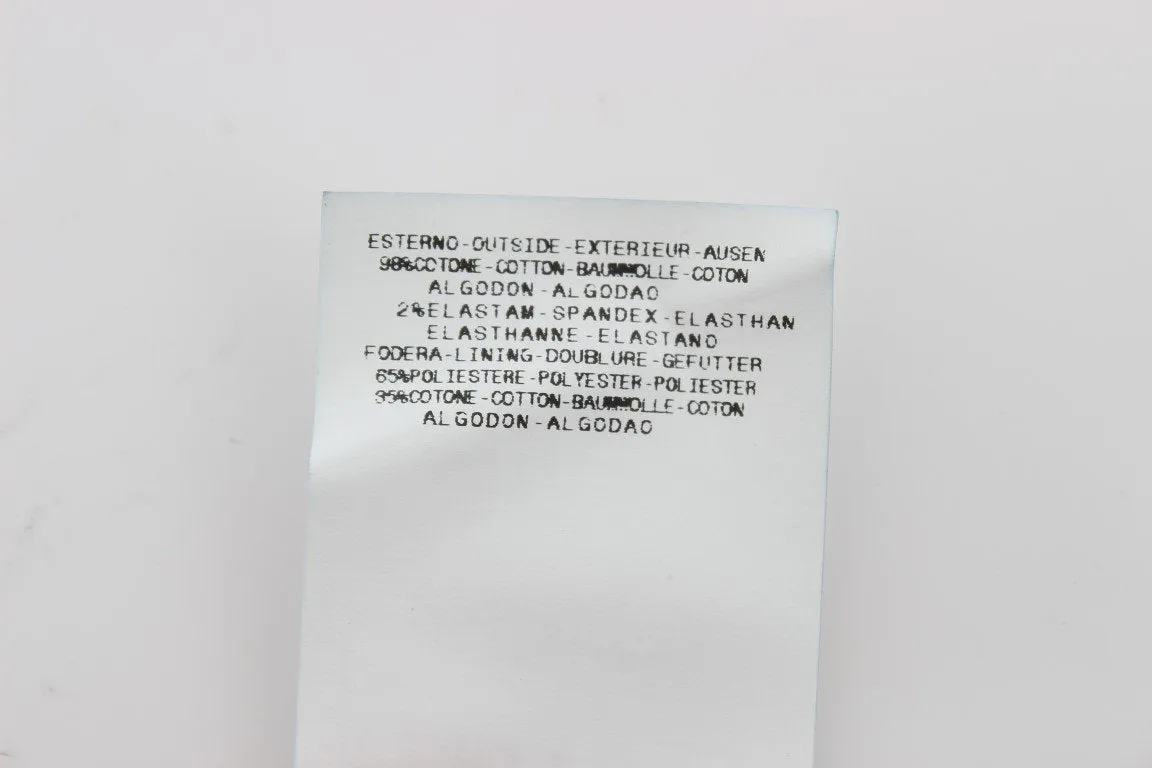 ESTERNO-OUTSIDE-EXTERIEUR-AUSEN
98%COTONE-COTTON-BAUMWOLLE-COTON
ALGODON-ALGODAO
2%ELASTAM-SPANDEX-ELASTHAN
ELASTHANNE-ELASTANO
FODERA-LINING-DOUBLURE-GEFUTTER
65%POLIESTERE-POLYESTER-POLIESTER
35%COTONE-COTTON-BAUMWOLLE-COTON
ALGODON-ALGODAO